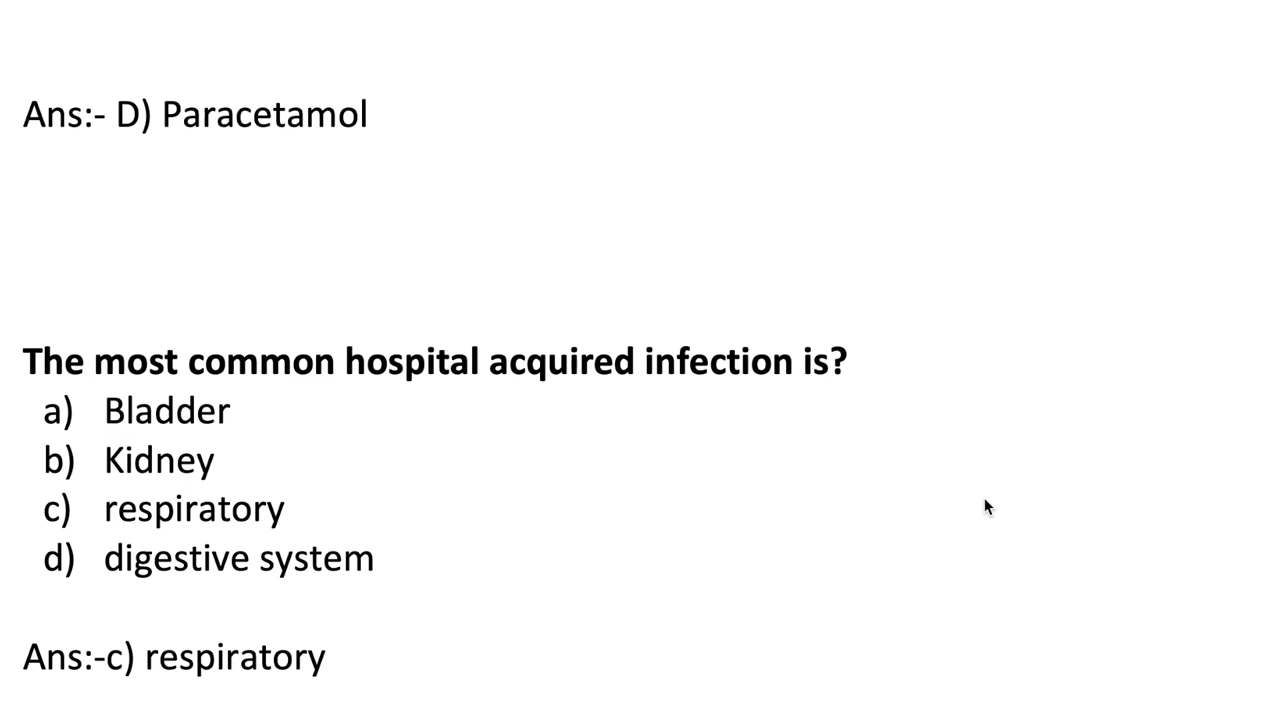 Ans:- D) Paracetamol
The most common hospital acquired infection is?
a) Bladder
b) Kidney
c) respiratory
d) digestive system
Ans:-c) respiratory